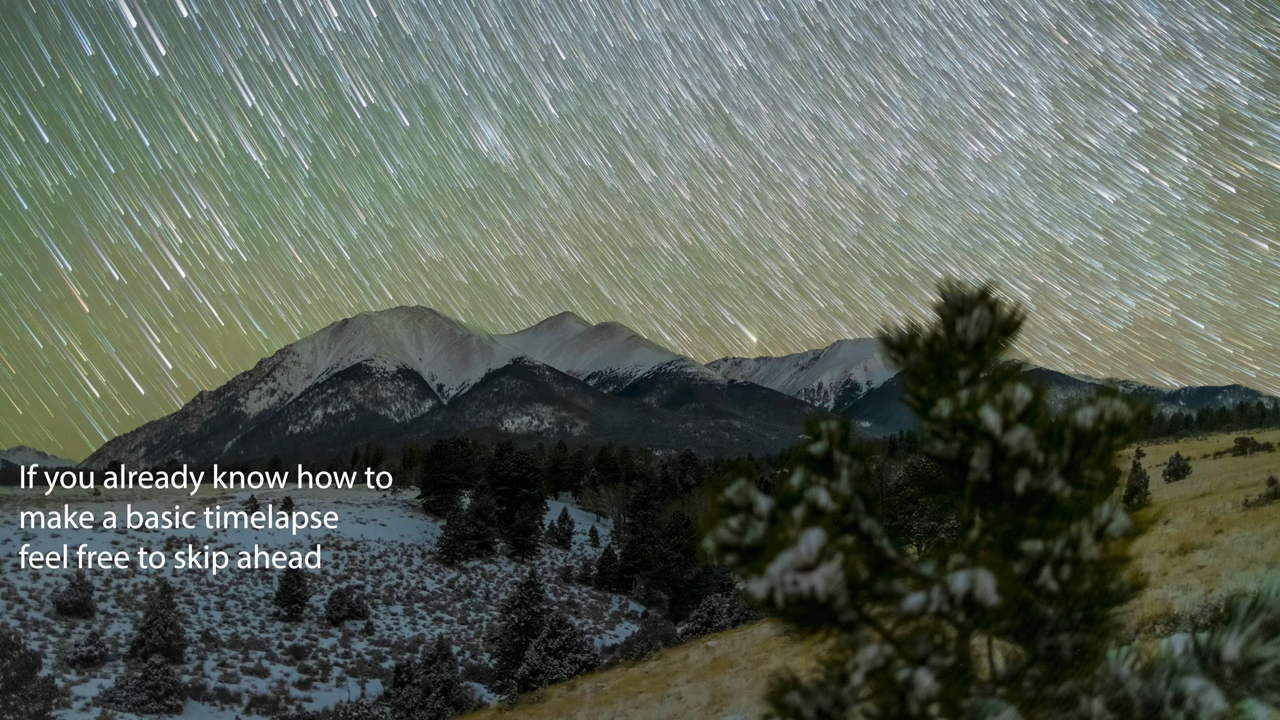 If you already know how to
make a basic timelapse
feel free to skip ahead